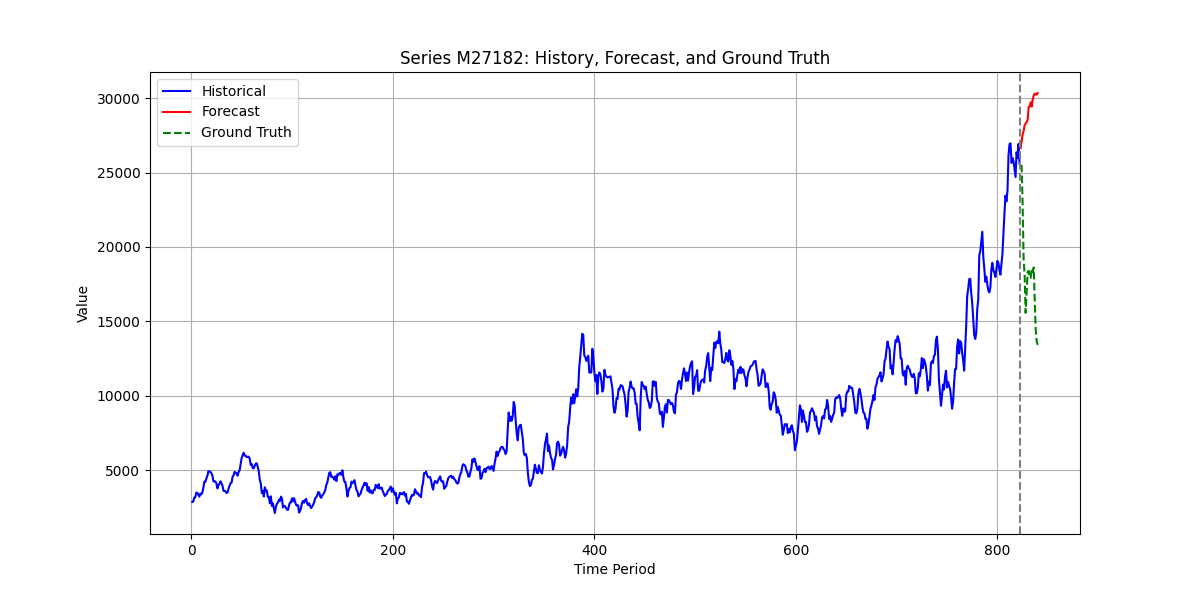 Series M27182: History, Forecast, and Ground Truth
Historical
Forecast
Ground Truth
30000
25000
20000
15000
10000
5000
Value
0
200
400
600
800
Time Period